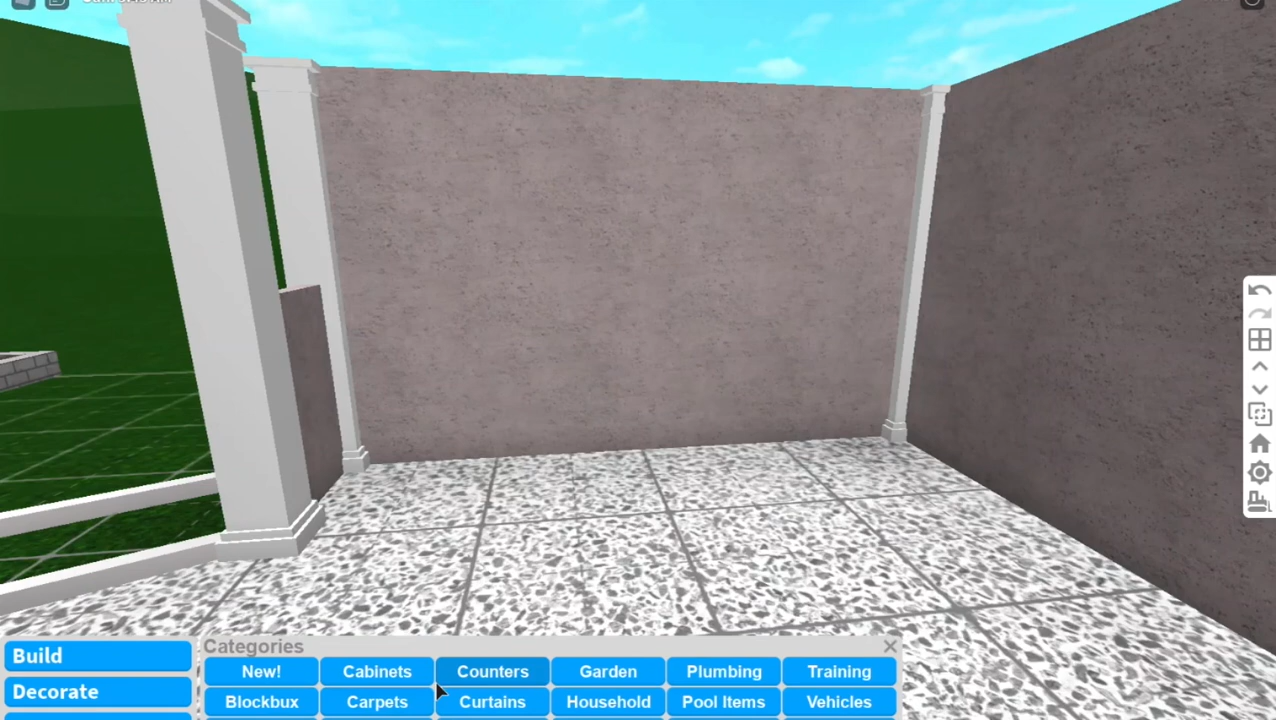 Build
Decorate
Categories
New! Cabinets Counters Garden Plumbing Training
Blockbux Carpets Curtains Household Pool Items Vehicles